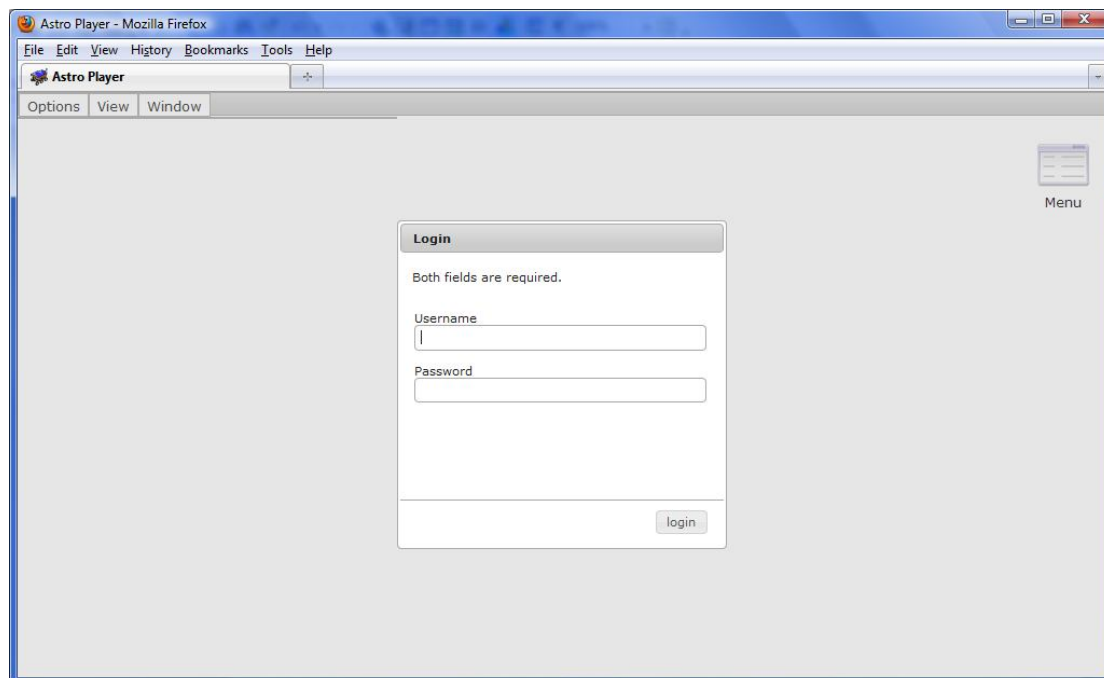 Astro Player - Mozilla Firefox
File Edit View History Bookmarks Tools Help
Astro Player
Options View Window
Menu
Login
Both fields are required.
Username
Password
login